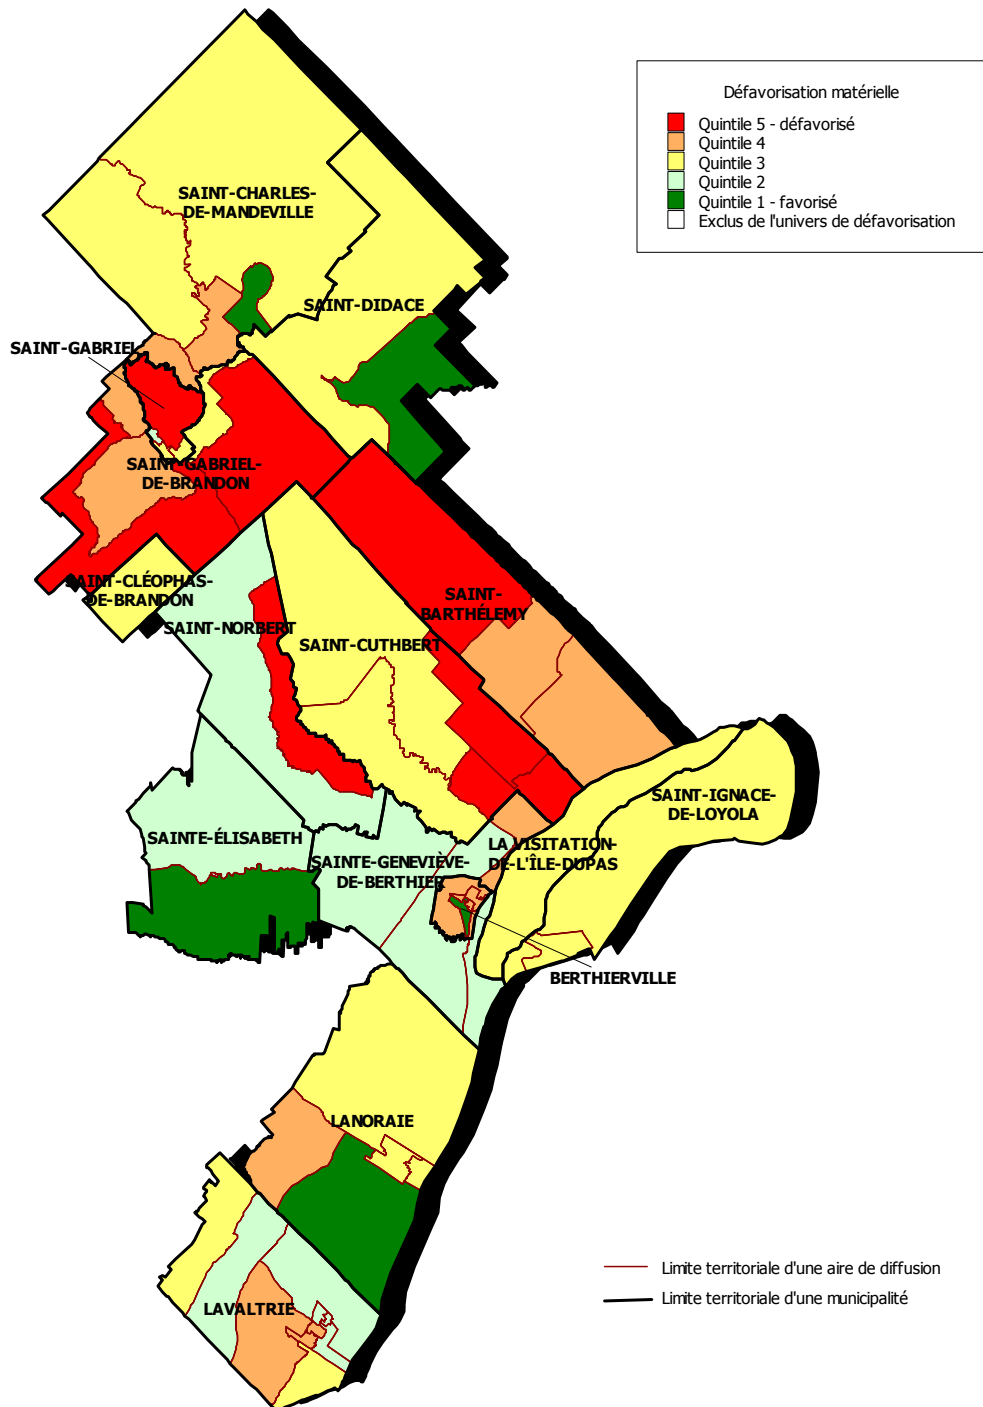 Défavorisation matérielle
Quintile 5 - défavorisé
Quintile 4
Quintile 3
Quintile 2
Quintile 1 - favorisé
Exclus de l'univers de défavorisation
SAINT-CHARLES-
DE-MANDEVILLE
SAINT-DIDACE
SAINT-GABRIEL
SAINT-GABRIEL-
DE-BRANDON
SAINT-CLÉOPHAS-
DE-BRANDON
SAINT-NORBERT
SAINT-CUTHBERT
SAINT-
BARTHÉLEMY
SAINT-IGNACE-
DE-LOYOLA
SAINTE-ÉLISABETH
SAINTE-GENEVIÈVE-
DE-BERTHIER
LA VISITATION-
DE-L'ÎLE-DUPAS
BERTHIERVILLE
LANORAIE
LAVALTRIE
Limite territoriale d'une aire de diffusion
Limite territoriale d'une municipalité